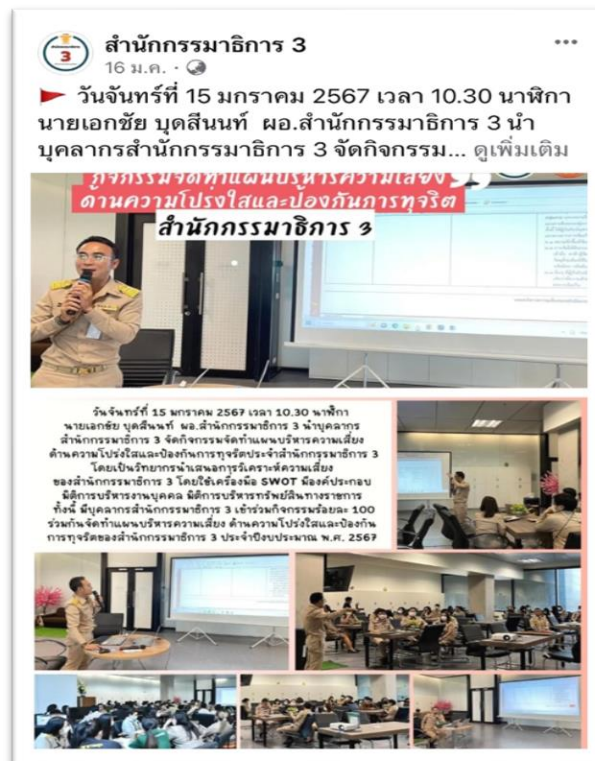 สำนักกรรมาธิการ 3
16 ม.ค.
วันจันทร์ที่ 15 มกราคม 2567 เวลา 10.30 นาฬิกา
นายเอกชัย บุดสีนนท์ ผอ.สำนักกรรมาธิการ 3 นำ
บุคลากรสำนักกรรมาธิการ 3 จัดกิจกรรม... ดูเพิ่มเติม
กิจกรรมจัดทำแผนบริหารความเสี่ยง
ด้านความโปร่งใสและป้องกันการทุจริต
สำนักกรรมาธิการ 3
วันจันทร์ที่ 15 มกราคม 2567 เวลา 10.30 นาฬิกา
นายเอกชัย บุดสีนนท์ ผอ.สำนักกรรมาธิการ 3 นำบุคลากร
สำนักกรรมาธิการ 3 จัดกิจกรรมจัดทำแผนบริหารความเสี่ยง
ด้านความโปร่งใสและป้องกันการทุจริตประจำสำนักกรรมาธิการ 3
โดยเป็นวิทยากรนำเสนอการวิเคราะห์ความเสี่ยง
ของสำนักกรรมาธิการ 3 โดยใช้เครื่องมือ SWOT มีองค์ประกอบ
มิติการบริหารงานบุคคล มิติการบริหารทรัพย์สินทางราชการ
ทั้งนี้ มีบุคลากรสำนักกรรมาธิการ 3 เข้าร่วมกิจกรรมร้อยละ 100
ร่วมกันจัดทำแผนบริหารความเสี่ยง ด้านความโปร่งใสและป้องกัน
การทุจริตของสำนักกรรมาธิการ 3 ประจำปีงบประมาณ พ.ศ. 2567